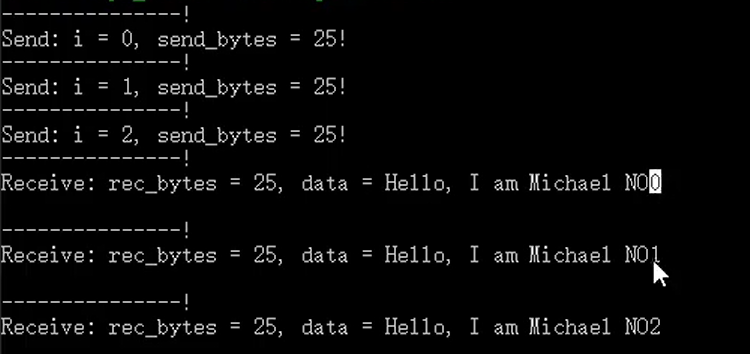 ---------------!
Send: i = 0, send_bytes = 25!
---------------!
Send: i = 1, send_bytes = 25!
---------------!
Send: i = 2, send_bytes = 25!
---------------!
Receive: rec_bytes = 25, data = Hello, I am Michael NO0
---------------!
Receive: rec_bytes = 25, data = Hello, I am Michael NO1
---------------!
Receive: rec_bytes = 25, data = Hello, I am Michael NO2